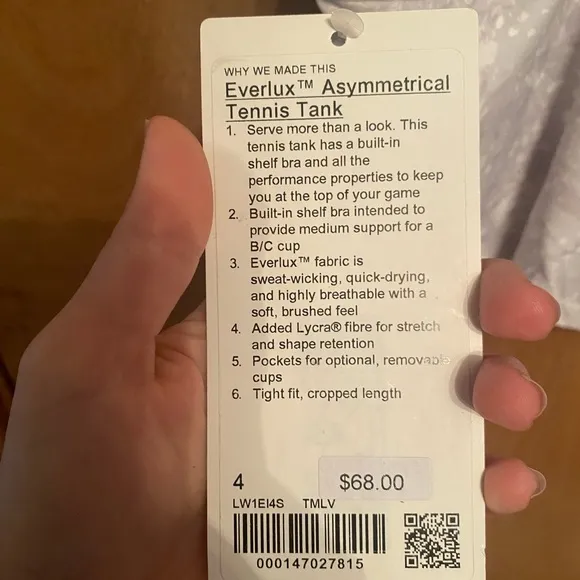 WHY WE MADE THIS
Everlux™ Asymmetrical
Tennis Tank
1. Serve more than a look. This
tennis tank has a built-in
shelf bra and all the
performance properties to keep
you at the top of your game
2. Built-in shelf bra intended to
provide medium support for a
B/C cup
3. Everlux™ fabric is
sweat-wicking, quick-drying,
and highly breathable with a
soft, brushed feel
4. Added Lycra® fibre for stretch
and shape retention
5. Pockets for optional, removable
cups
6. Tight fit, cropped length
4 $68.00
LW1EI4S TMLV
000147027815